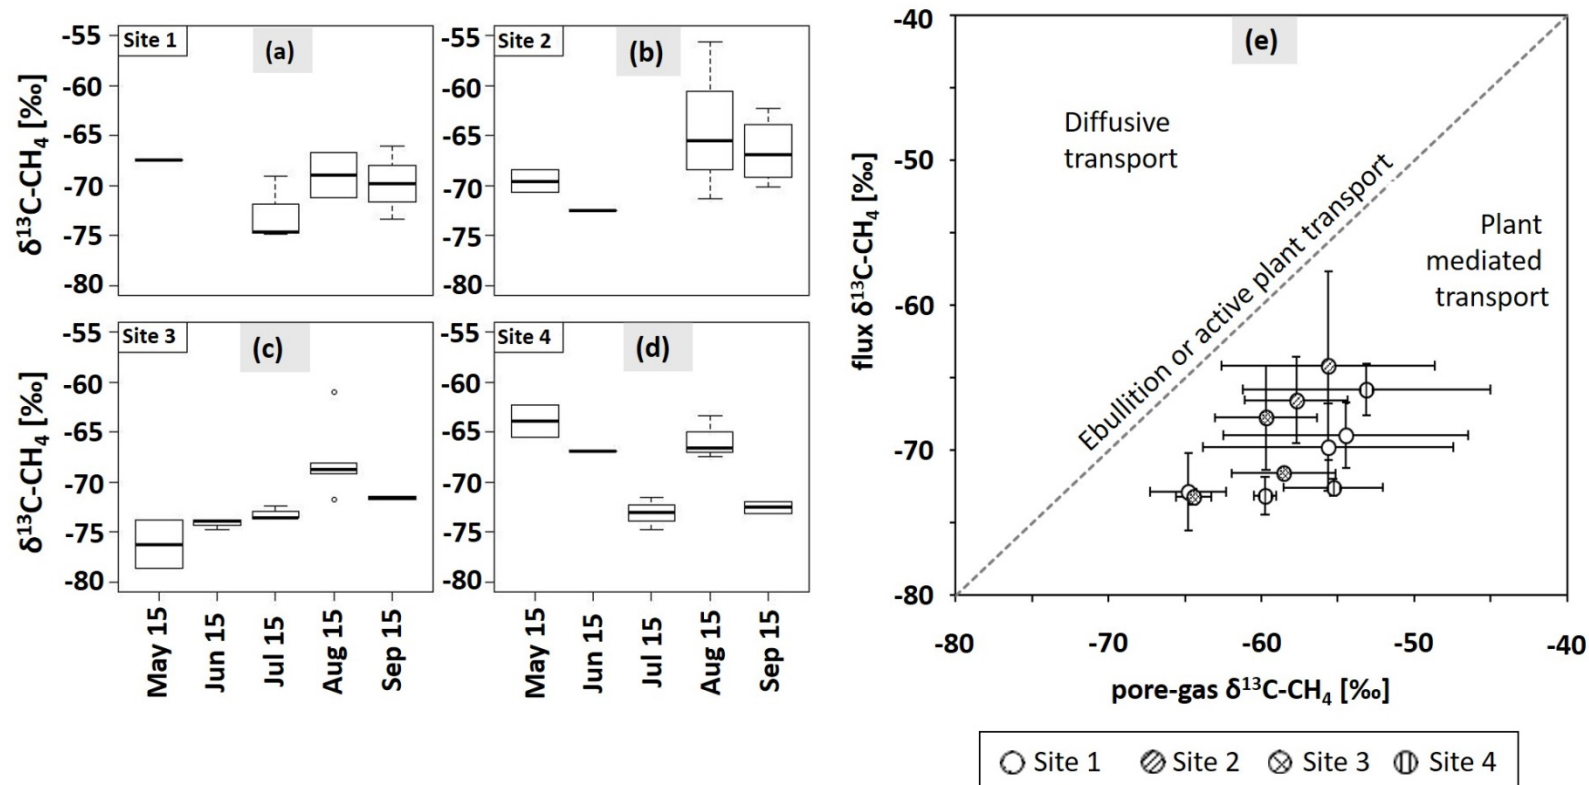 Site 1
(a)
-55
-60
-65
-70
-75
-80
δ¹³C-CH₄ [‰]
Site 2
(b)
-55
-60
-65
-70
-75
-80
Site 3
(c)
-55
-60
-65
-70
-75
-80
δ¹³C-CH₄ [‰]
May 15
Jun 15
Jul 15
Aug 15
Sep 15
Site 4
(d)
-55
-60
-65
-70
-75
-80
May 15
Jun 15
Jul 15
Aug 15
Sep 15
(e)
-40
-50
-60
-70
-80
flux δ¹³C-CH₄ [‰]
Diffusive
transport
Ebullition or active plant transport
Plant
mediated
transport
-80
-70
-60
-50
-40
pore-gas δ¹³C-CH₄ [‰]
Site 1
Site 2
Site 3
Site 4